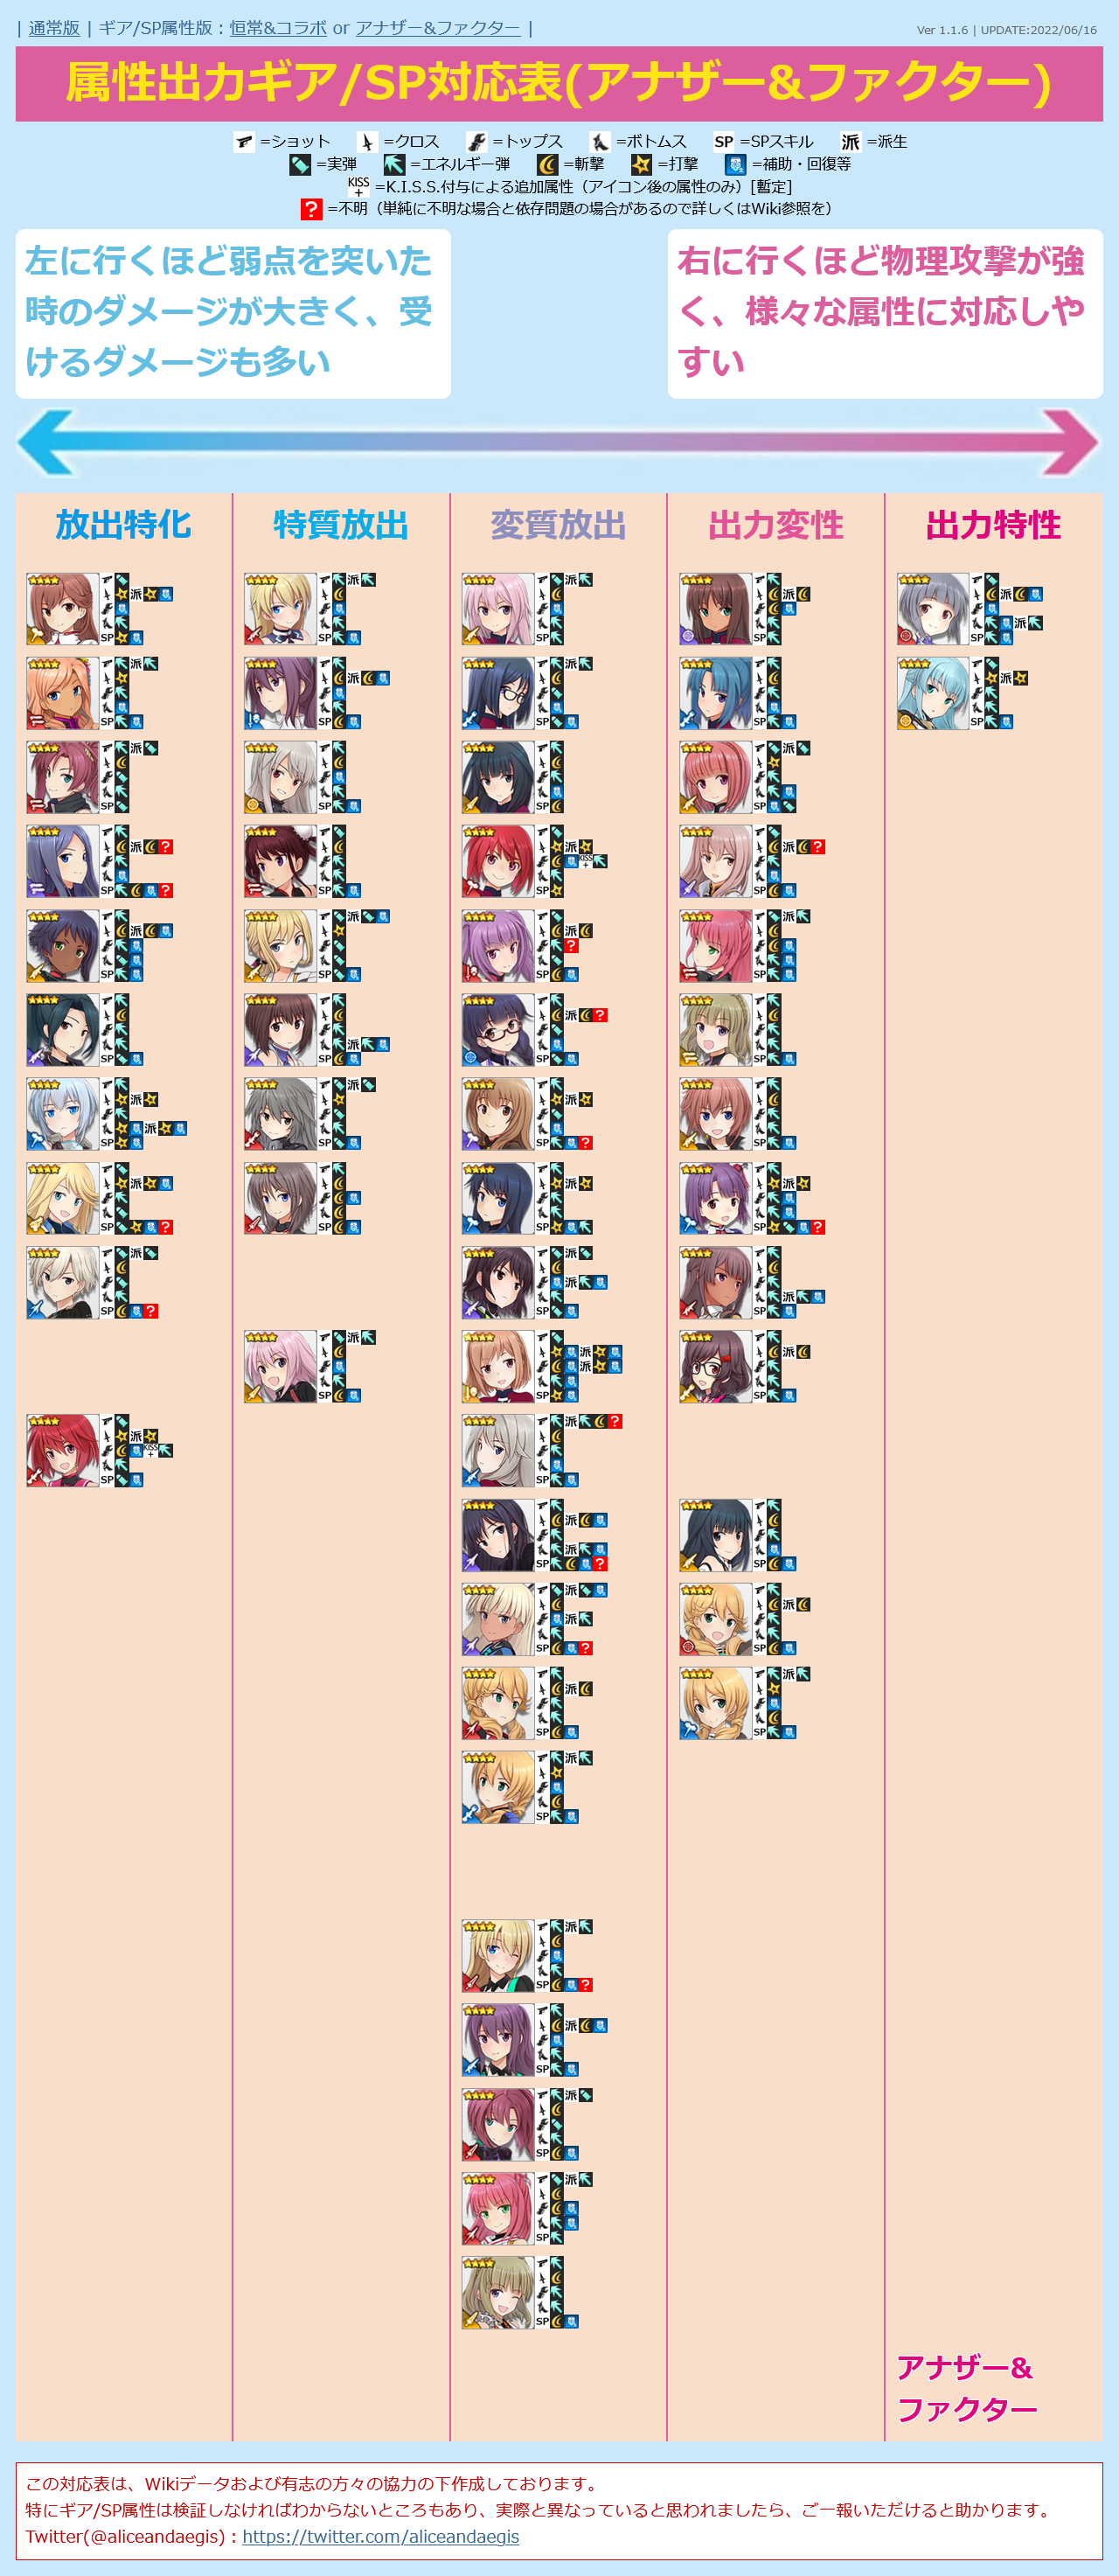 | 通常版 | ギア/SP属性版：恒常&コラボ or アナザー&ファクター |
Ver 1.1.6 | UPDATE:2022/06/16
属性出力ギア/SP対応表(アナザー&ファクター)
=ショット =クロス =トップス =ボトムス SP =SPスキル 派 =派生
=実弾 =エネルギー弾 =斬撃 =打撃 =補助・回復等
KISS+ =K.I.S.S.付与による追加属性（アイコン後の属性のみ）[暫定]
? =不明（単純に不明な場合と依存問題の場合があるので詳しくはWiki参照を）
左に行くほど弱点を突いた
時のダメージが大きく、受
けるダメージも多い
右に行くほど物理攻撃が強
く、様々な属性に対応しや
すい
放出特化 特質放出 変質放出 出力変性 出力特性
アナザー&
ファクター
この対応表は、Wikiデータおよび有志の方々の協力の下作成しております。
特にギア/SP属性は検証しなければわからないところもあり、実際と異なっていると思われましたら、ご一報いただけると助かります。
Twitter(@aliceandaegis)：https://twitter.com/aliceandaegis